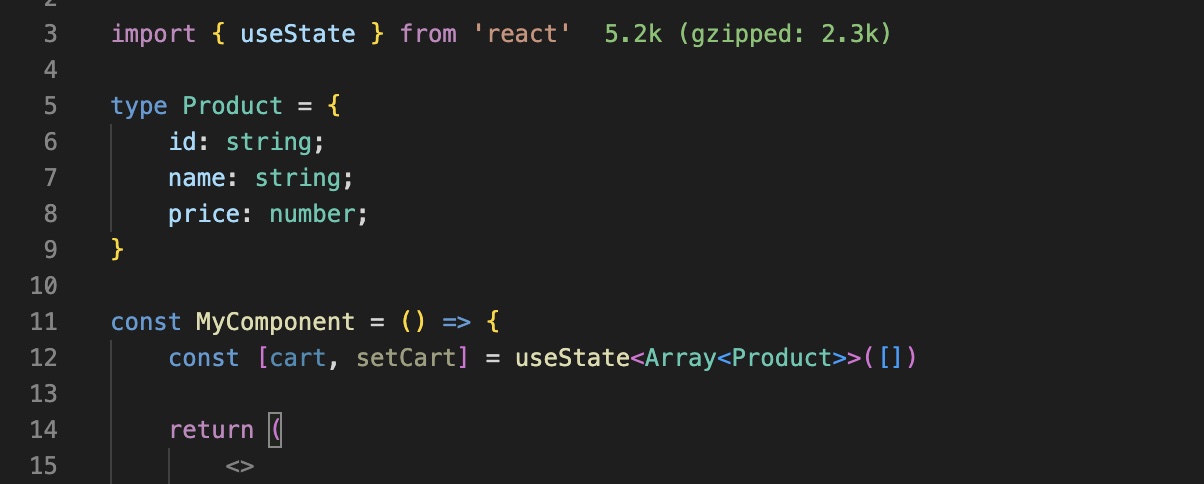 2
3 import { useState } from 'react' 5.2k (gzipped: 2.3k)
4
5 type Product = {
6 id: string;
7 name: string;
8 price: number;
9 }
10
11 const MyComponent = () => {
12 const [cart, setCart] = useState<Array<Product>>([])
13
14 return (
15 <>